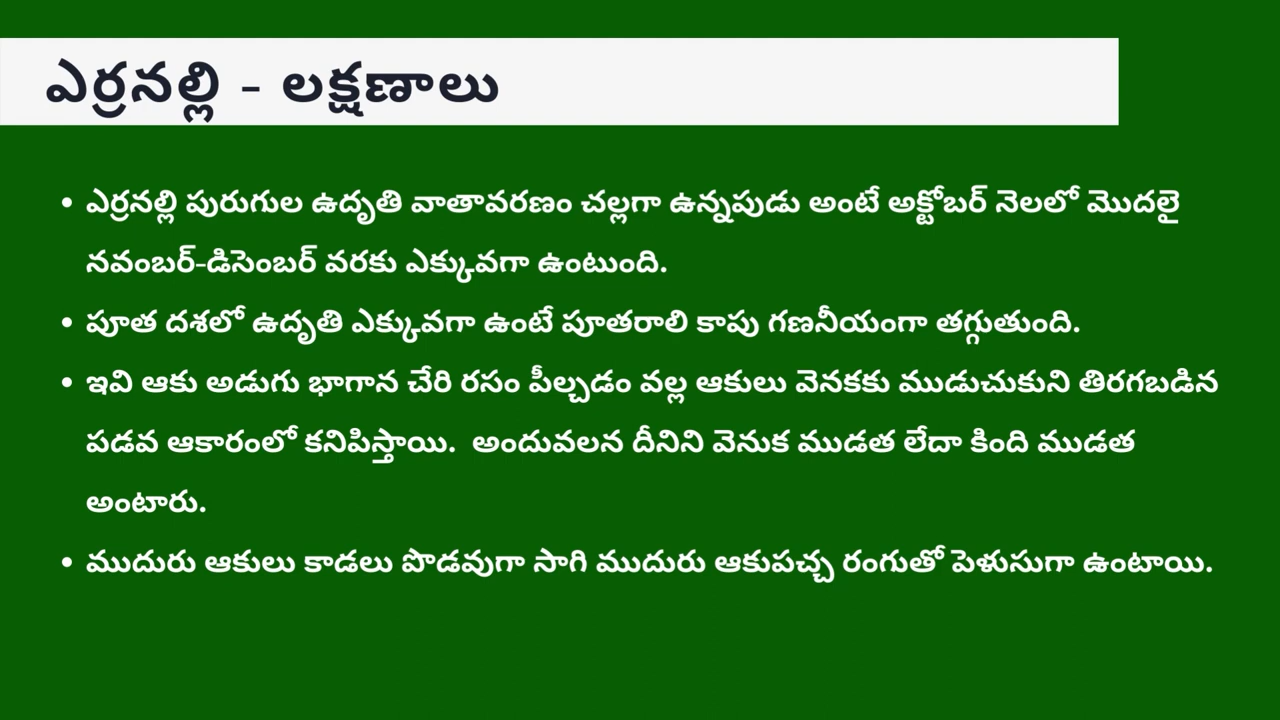 ఎర్రనల్లి - లక్షణాలు
• ఎర్రనల్లి పురుగుల ఉదృతి వాతావరణం చల్లగా ఉన్నపుడు అంటే అక్టోబర్ నెలలో మొదలై
నవంబర్-డిసెంబర్ వరకు ఎక్కువగా ఉంటుంది.
• పూత దశలో ఉదృతి ఎక్కువగా ఉంటే పూతరాలి కాపు గణనీయంగా తగ్గుతుంది.
• ఇవి ఆకు అడుగు భాగాన చేరి రసం పీల్చడం వల్ల ఆకులు వెనకకు ముడుచుకుని తిరగబడిన
పడవ ఆకారంలో కనిపిస్తాయి. అందువలన దీనిని వెనుక ముడత లేదా కింది ముడత
అంటారు.
• ముదురు ఆకులు కాడలు పొడవుగా సాగి ముదురు ఆకుపచ్చ రంగుతో పెళుసుగా ఉంటాయి.